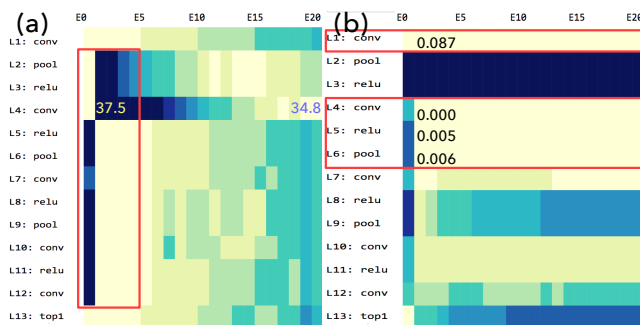 (a)
E0 E5 E10 E15 E20
L1: conv
L2: pool
L3: relu
L4: conv 37.5 34.8
L5: relu
L6: pool
L7: conv
L8: relu
L9: pool
L10: conv
L11: relu
L12: conv
L13: top1
(b)
E0 E5 E10 E15 E20
L1: conv 0.087
L2: pool
L3: relu
L4: conv 0.000
L5: relu 0.005
L6: pool 0.006
L7: conv
L8: relu
L9: pool
L10: conv
L11: relu
L12: conv
L13: top1